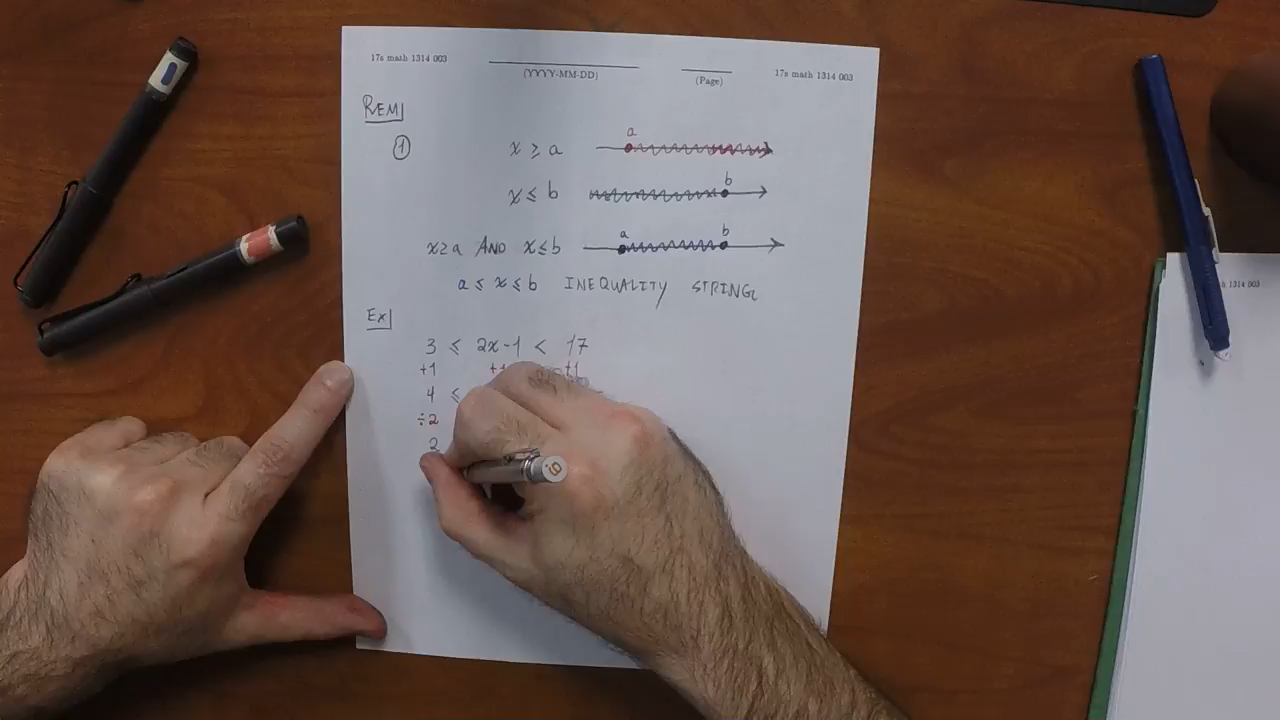 17s math 1314 003 (YYYY-MM-DD) (Page) 17s math 1314 003
REM
1 x ≥ a a
x ≤ b b
x≥a AND x≤b a b
a ≤ x ≤ b INEQUALITY STRING
EX
3 ≤ 2x-1 < 17
+1 +1 +1
4 ≤
÷2
2